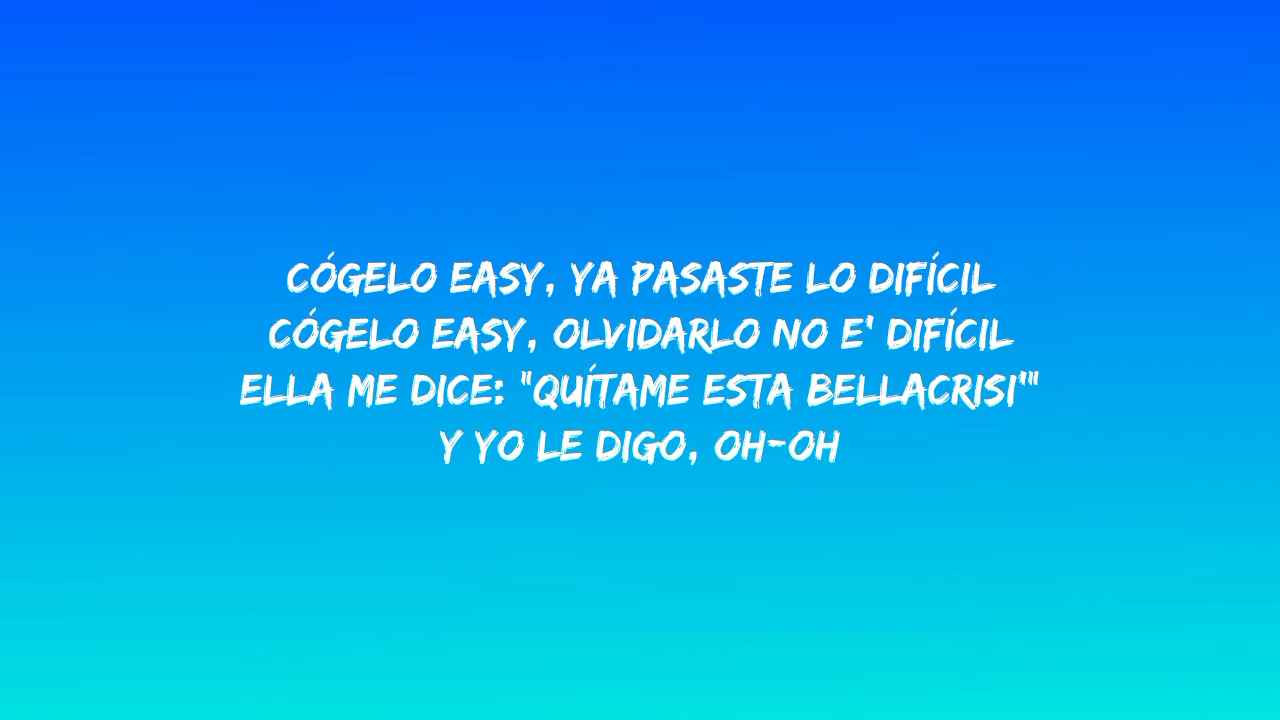 CÓGELO EASY, YA PASASTE LO DIFÍCIL
CÓGELO EASY, OLVIDARLO NO E' DIFÍCIL
ELLA ME DICE: "QUÍTAME ESTA BELLACRISI'"
Y YO LE DIGO, OH-OH